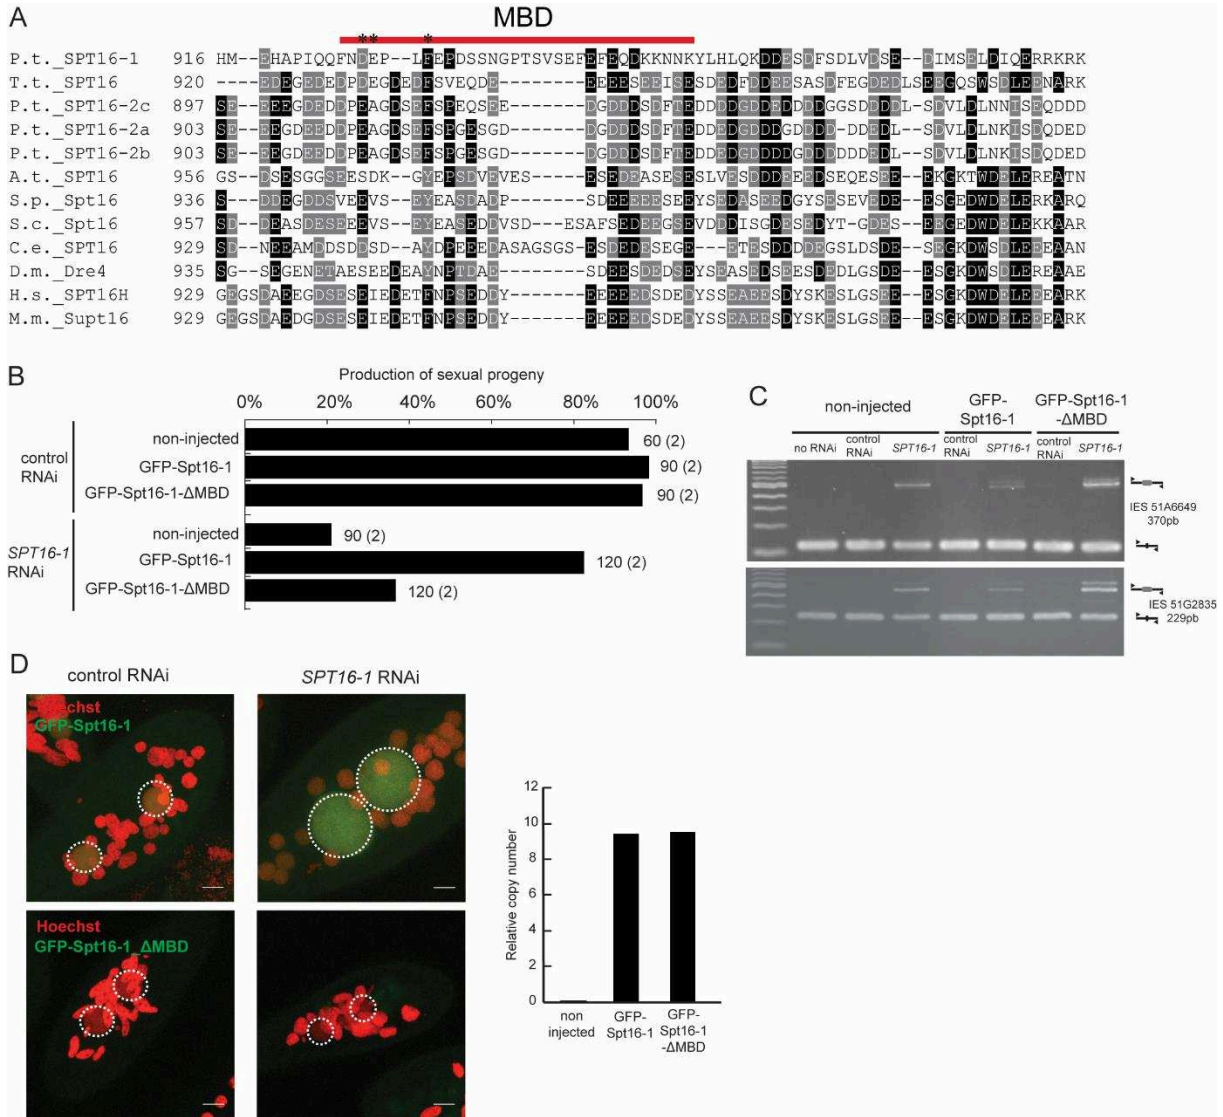 A
MBD
* * *
P.t._SPT16-1 916 HM--EHAPIQQFNDEP--LFEPDSSNGPTSVSEFEFEQDKKNNKYLHLQKDDESDFSDLVDSE--DIMSELDIQERRKRK
T.t._SPT16 920 ----EDEGEDEDPDEGDEDFSVEQDE--------EEEESEEISESDEDFDDEESASDFEGDEDLSEEGQSWSDLEENARK
P.t._SPT16-2c 897 SE--EEEGEDDDPEAGDSEFSPEQSEE-------DGDDDSDFTEDDDDGDDEDDDDGGSDDDDL-SDVLDLNNISEQDDD
P.t._SPT16-2a 903 SE--EEGDEEDDPEAGDSEFSPGESGD-------DGDDDSDFTEDDEDGDDDGDDDD-DDEDL--SDVLDLNKISDQDED
P.t._SPT16-2b 903 SE--EEGDEEDDPEAGDSEFSPGESGD-------DGDDDSDFTEDDEDGDDDDGDDDDDDEDL--SDVLDLNKISDQDED
A.t._SPT16 956 GS--DSESGGSEESDK--GYEPSDVEVES-----EESEDEASESESLVESDDDEEEDSEQESEE--EKGKTWDELEREATN
S.p._Spt16 936 S---DDEGDDSVEEVS--EYEASDADP-------SDEEEEESEEYSEDASEEDGYSESEVEDE--ESGEDWDELERKARQ
S.c._Spt16 957 SD--DEASDESEEVS--EYEASEDDVSD---ESAFSEDEEGSEVDDDISGDESEDYT-GDES--EEGEDWDELEKKAAR
C.e._SPT16 929 SD--NEEAMDDSDDSD--AYDPEEEDASAGSGS-ESDEDESEGE---ETESDDDDEGSLDSDE--SEGKDWSDLEEEAAN
D.m._Dre4 935 SG--SEGENETAESEEDEAYNPTDAE--------SDEESDEDSEYSEASEDSEESDEDLGSDE--ESGKDWSDLEREAAE
H.s._SPT16H 929 GEGSDAEEGDSESEIEDETFNPSEDDY-------EEEEEDSDEDYSSEAEESDYSKESLGSEE--ESGKDWDELEEEARK
M.m._Supt16 929 GEGSDAEDGDSESEIEDETFNPSEDDY-------EEEEEDSDEDYSSEAEESDYSKESLGSEE--ESGKDWDELEEEARK
B
Production of sexual progeny
0% 20% 40% 60% 80% 100%
control
RNAi
non-injected 60 (2)
GFP-Spt16-1 90 (2)
GFP-Spt16-1-ΔMBD 90 (2)
SPT16-1
RNAi
non-injected 90 (2)
GFP-Spt16-1 120 (2)
GFP-Spt16-1-ΔMBD 120 (2)
C
non-injected
GFP-
Spt16-1
GFP-Spt16-1
-ΔMBD
no RNAi
control
RNAi
SPT16-1
control
RNAi
SPT16-1
control
RNAi
SPT16-1
IES 51A6649
370pb
IES 51G2835
229pb
D
control RNAi
SPT16-1 RNAi
echst
GFP-Spt16-1
Hoechst
GFP-Spt16-1_ΔMBD
Relative copy number
12
10
8
6
4
2
0
non
injected
GFP-
Spt16-1
GFP-
Spt16-1
-ΔMBD